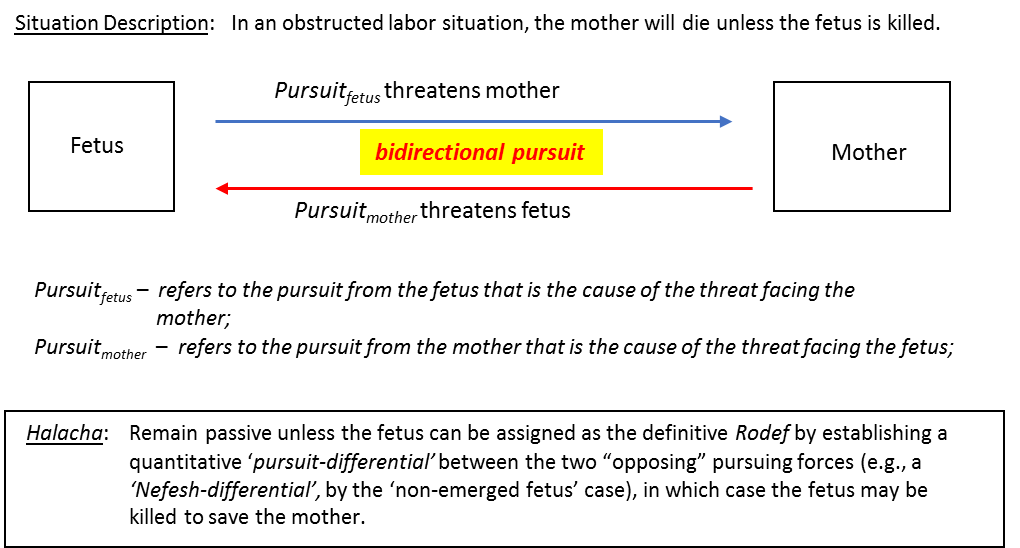 Situation Description: In an obstructed labor situation, the mother will die unless the fetus is killed.
Pursuitfetus threatens mother
Fetus
bidirectional pursuit
Mother
Pursuitmother threatens fetus
Pursuitfetus – refers to the pursuit from the fetus that is the cause of the threat facing the
mother;
Pursuitmother – refers to the pursuit from the mother that is the cause of the threat facing the fetus;
Halacha: Remain passive unless the fetus can be assigned as the definitive Rodef by establishing a
quantitative ‘pursuit-differential’ between the two “opposing” pursuing forces (e.g., a
‘Nefesh-differential’, by the ‘non-emerged fetus’ case), in which case the fetus may be
killed to save the mother.